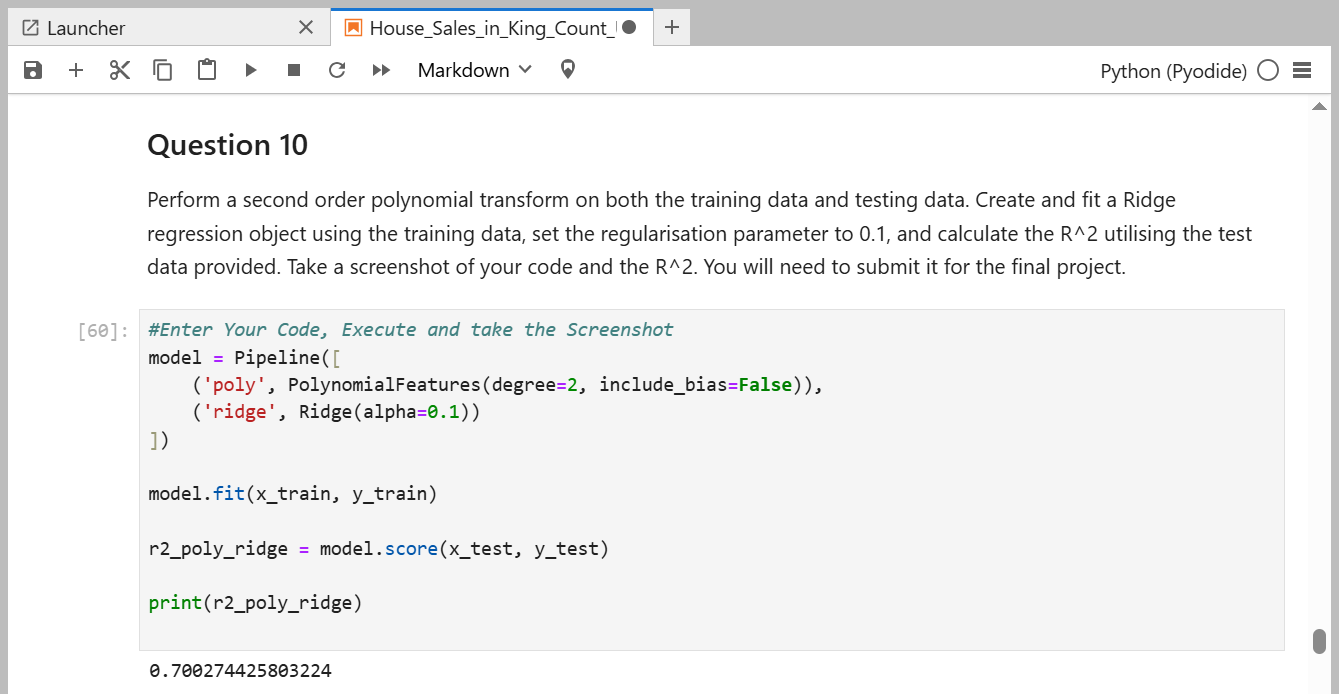 Launcher
House_Sales_in_King_Count_
Markdown
Python (Pyodide)
Question 10
Perform a second order polynomial transform on both the training data and testing data. Create and fit a Ridge
regression object using the training data, set the regularisation parameter to 0.1, and calculate the R^2 utilising the test
data provided. Take a screenshot of your code and the R^2. You will need to submit it for the final project.
[60]:
#Enter Your Code, Execute and take the Screenshot
model = Pipeline([
    ('poly', PolynomialFeatures(degree=2, include_bias=False)),
    ('ridge', Ridge(alpha=0.1))
])
model.fit(x_train, y_train)
r2_poly_ridge = model.score(x_test, y_test)
print(r2_poly_ridge)
0.700274425803224